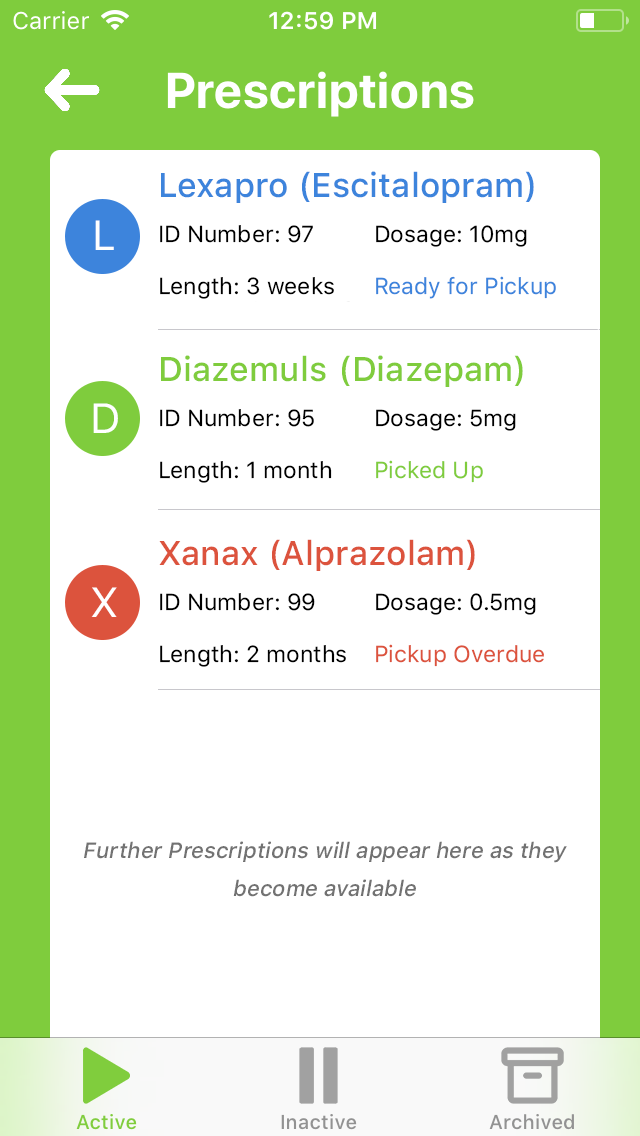 Carrier 12:59 PM
Prescriptions
Lexapro (Escitalopram)
L
ID Number: 97 Dosage: 10mg
Length: 3 weeks Ready for Pickup
Diazemuls (Diazepam)
D
ID Number: 95 Dosage: 5mg
Length: 1 month Picked Up
Xanax (Alprazolam)
X
ID Number: 99 Dosage: 0.5mg
Length: 2 months Pickup Overdue
Further Prescriptions will appear here as they
become available
Active Inactive Archived